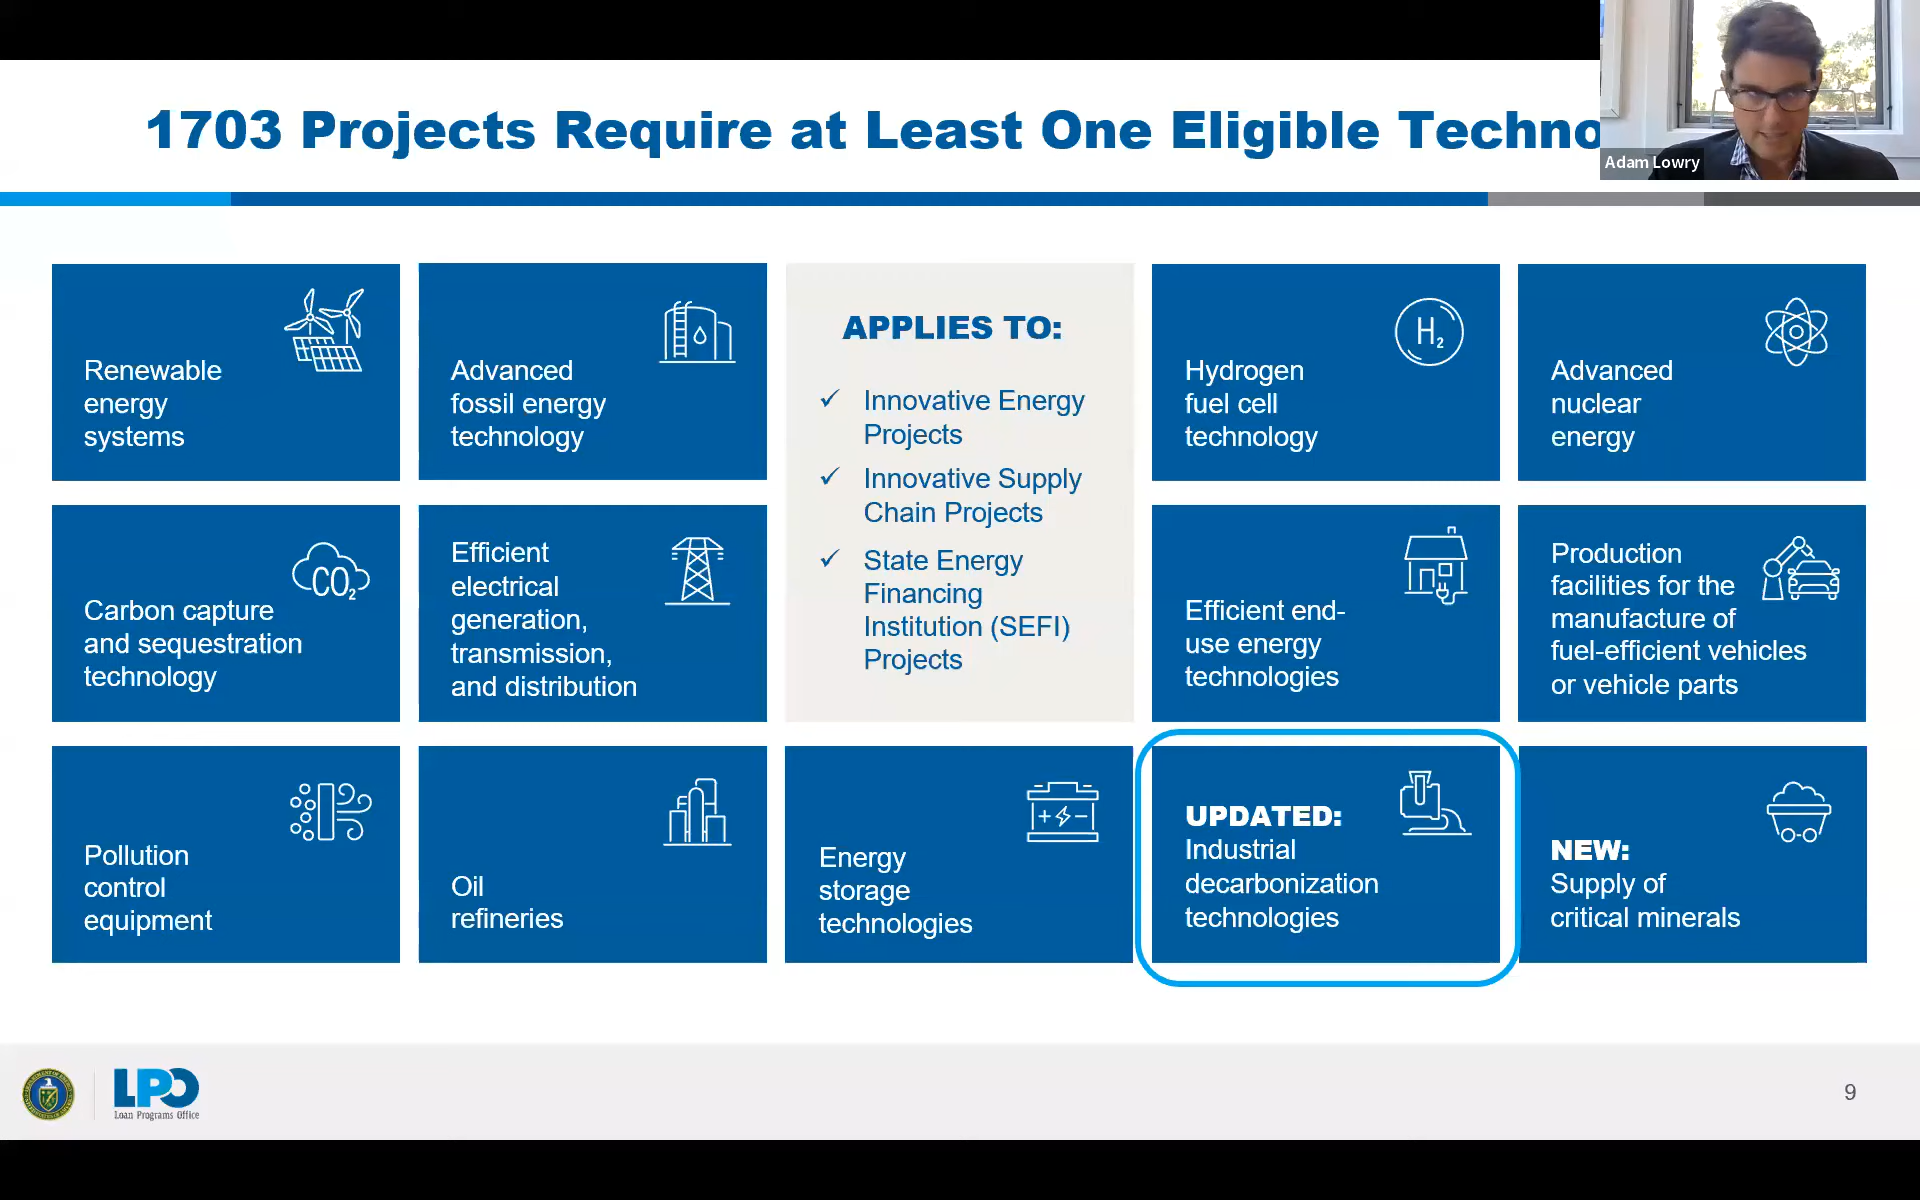 1703 Projects Require at Least One Eligible Techno
Adam Lowry
Renewable
energy
systems
Advanced
fossil energy
technology
APPLIES TO:
✓ Innovative Energy
Projects
✓ Innovative Supply
Chain Projects
✓ State Energy
Financing
Institution (SEFI)
Projects
H2
Hydrogen
fuel cell
technology
Advanced
nuclear
energy
CO2
Carbon capture
and sequestration
technology
Efficient
electrical
generation,
transmission,
and distribution
Efficient end-
use energy
technologies
Production
facilities for the
manufacture of
fuel-efficient vehicles
or vehicle parts
Pollution
control
equipment
Oil
refineries
Energy
storage
technologies
UPDATED:
Industrial
decarbonization
technologies
NEW:
Supply of
critical minerals
LPO
Loan Programs Office
9